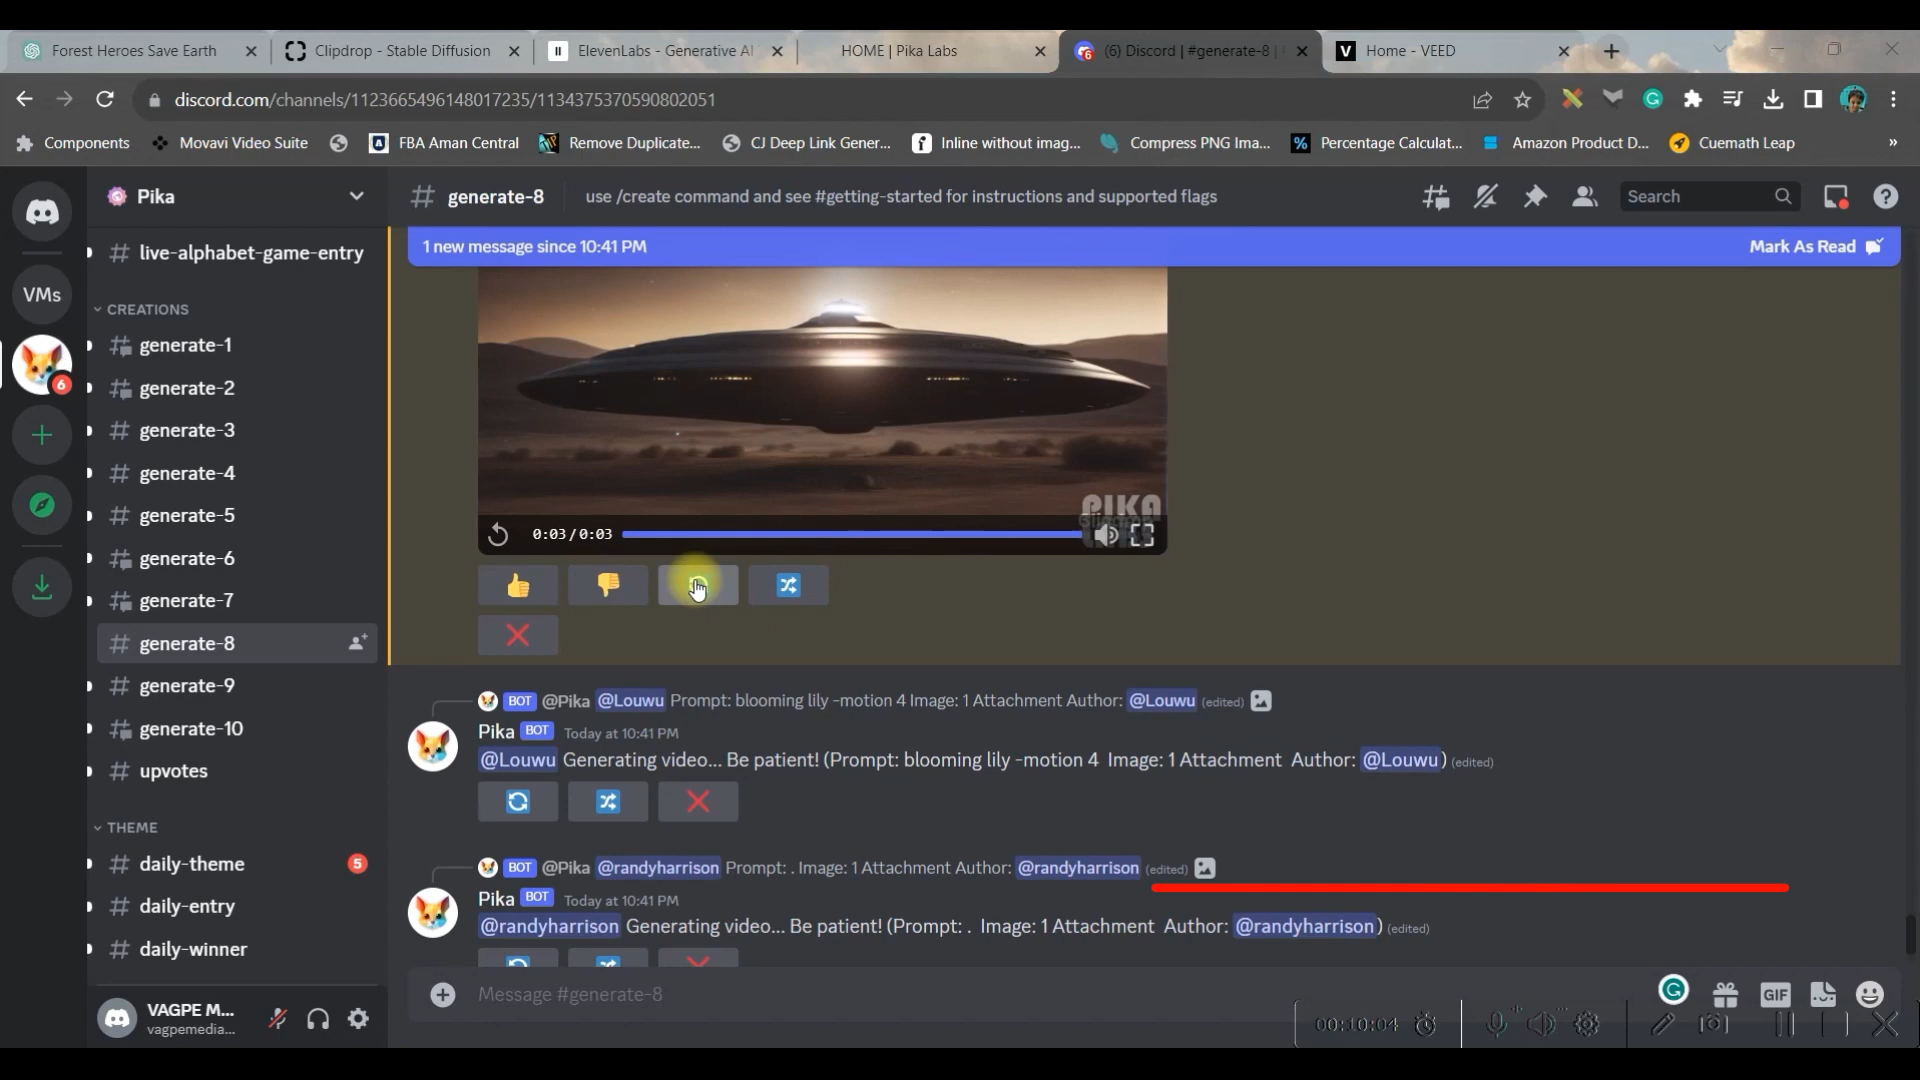 Forest Heroes Save Earth
Clipdrop - Stable Diffusion
ElevenLabs - Generative AI
HOME | Pika Labs
(6) Discord | #generate-8 |
Home - VEED
discord.com/channels/1123665496148017235/1134375370590802051
Components
Movavi Video Suite
FBA Aman Central
Remove Duplicate...
CJ Deep Link Gener...
Inline without imag...
Compress PNG Ima...
Percentage Calculat...
Amazon Product D...
Cuemath Leap
»
Pika
# generate-8
use /create command and see #getting-started for instructions and supported flags
Search
1 new message since 10:41 PM
Mark As Read
VMs
6
live-alphabet-game-entry
CREATIONS
generate-1
generate-2
generate-3
generate-4
generate-5
generate-6
generate-7
generate-8
generate-9
generate-10
upvotes
THEME
daily-theme 5
daily-entry
daily-winner
VAGPE M...
vagpemedia...
PIKA
0:03/0:03
BOT @Pika @Louwu Prompt: blooming lily -motion 4 Image: 1 Attachment Author: @Louwu (edited)
Pika BOT Today at 10:41 PM
@Louwu Generating video... Be patient! (Prompt: blooming lily -motion 4 Image: 1 Attachment Author: @Louwu) (edited)
BOT @Pika @randyharrison Prompt: . Image: 1 Attachment Author: @randyharrison (edited)
Pika BOT Today at 10:41 PM
@randyharrison Generating video... Be patient! (Prompt: . Image: 1 Attachment Author: @randyharrison) (edited)
Message #generate-8
GIF
00:10:04